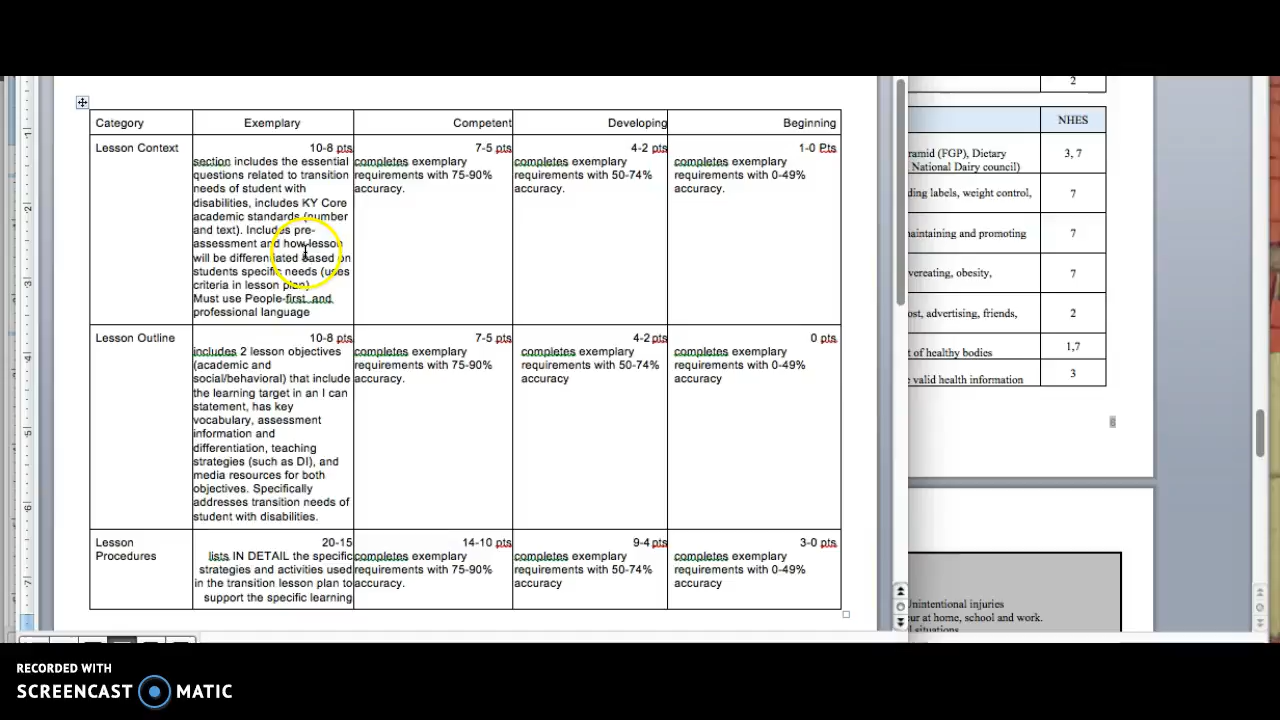 Category Exemplary Competent Developing Beginning
Lesson Context 10-8 pts 7-5 pts 4-2 pts 1-0 Pts
section includes the essential completes exemplary completes exemplary completes exemplary
questions related to transition requirements with 75-90% requirements with 50-74% requirements with 0-49%
needs of student with accuracy. accuracy. accuracy.
disabilities, includes KY Core
academic standards (number
and text). Includes pre-
assessment and how lesson
will be differentiated based on
students specific needs (uses
criteria in lesson plan)
Must use People-first and
professional language
Lesson Outline 10-8 pts 7-5 pts 4-2 pts 0 pts
includes 2 lesson objectives completes exemplary completes exemplary completes exemplary
(academic and requirements with 75-90% requirements with 50-74% requirements with 0-49%
social/behavioral) that include accuracy. accuracy accuracy
the learning target in an I can
statement, has key
vocabulary, assessment
information and
differentiation, teaching
strategies (such as DI), and
media resources for both
objectives. Specifically
addresses transition needs of
student with disabilities.
Lesson 20-15 14-10 pts 9-4 pts 3-0 pts
Procedures lists IN DETAIL the specific completes exemplary completes exemplary completes exemplary
strategies and activities used requirements with 75-90% requirements with 50-74% requirements with 0-49%
in the transition lesson plan to accuracy. accuracy accuracy
support the specific learning
2
NHES
ramid (FGP), Dietary 3, 7
National Dairy council)
ding labels, weight control, 7
naintaining and promoting 7
vereating, obesity, 7
ost, advertising, friends, 2
t of healthy bodies 1,7
e valid health information 3
Unintentional injuries
ur at home, school and work.
l situations
RECORDED WITH
SCREENCAST MATIC